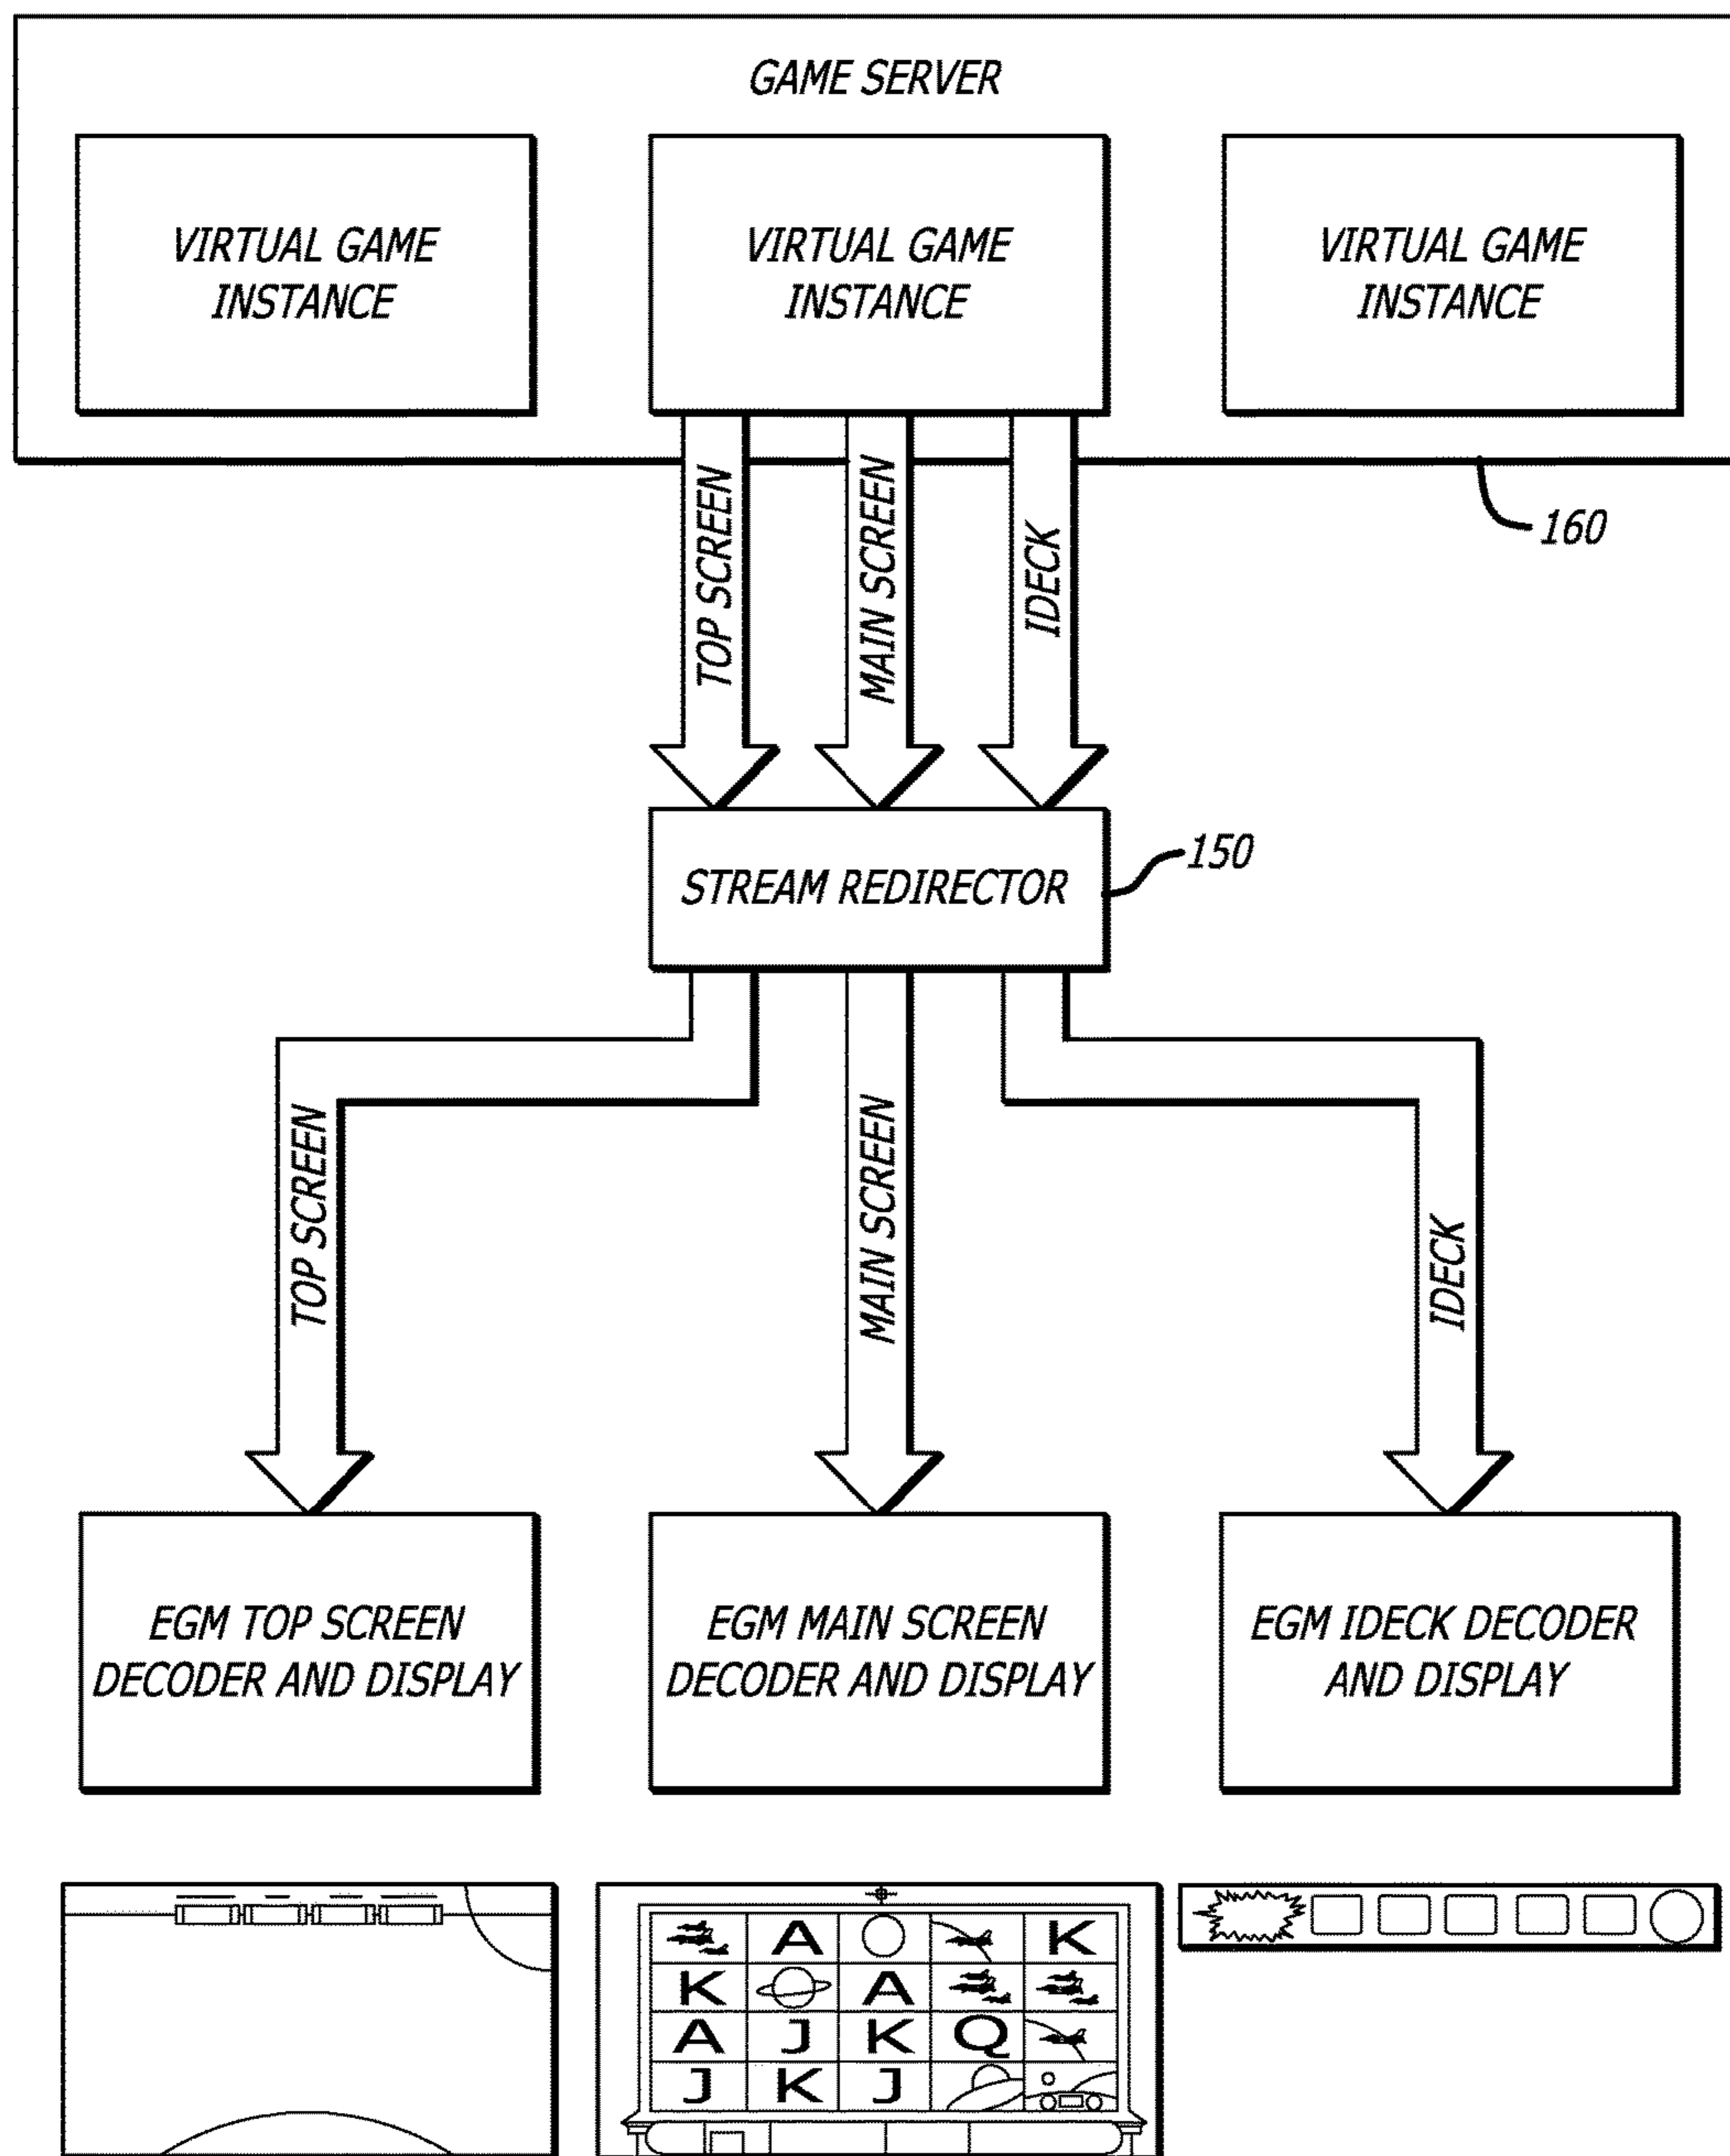 GAME SERVER
VIRTUAL GAME
INSTANCE
VIRTUAL GAME
INSTANCE
VIRTUAL GAME
INSTANCE
TOP SCREEN
MAIN SCREEN
IDECK
160
STREAM REDIRECTOR
150
TOP SCREEN
MAIN SCREEN
IDECK
EGM TOP SCREEN
DECODER AND DISPLAY
EGM MAIN SCREEN
DECODER AND DISPLAY
EGM IDECK DECODER
AND DISPLAY
A K
K A
A J K Q
J K J